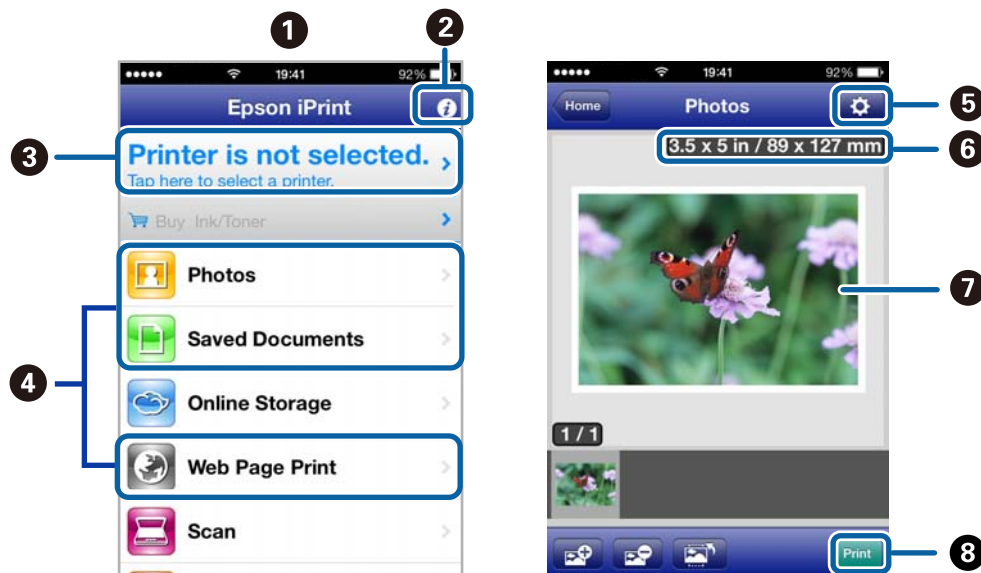 1
2
19:41 92%
Epson iPrint
3
Printer is not selected.
Tap here to select a printer.
Buy Ink/Toner
Photos
Saved Documents
4
Online Storage
Web Page Print
Scan
19:41 92%
Home Photos
5
3.5 x 5 in / 89 x 127 mm
6
7
1 / 1
Print
8